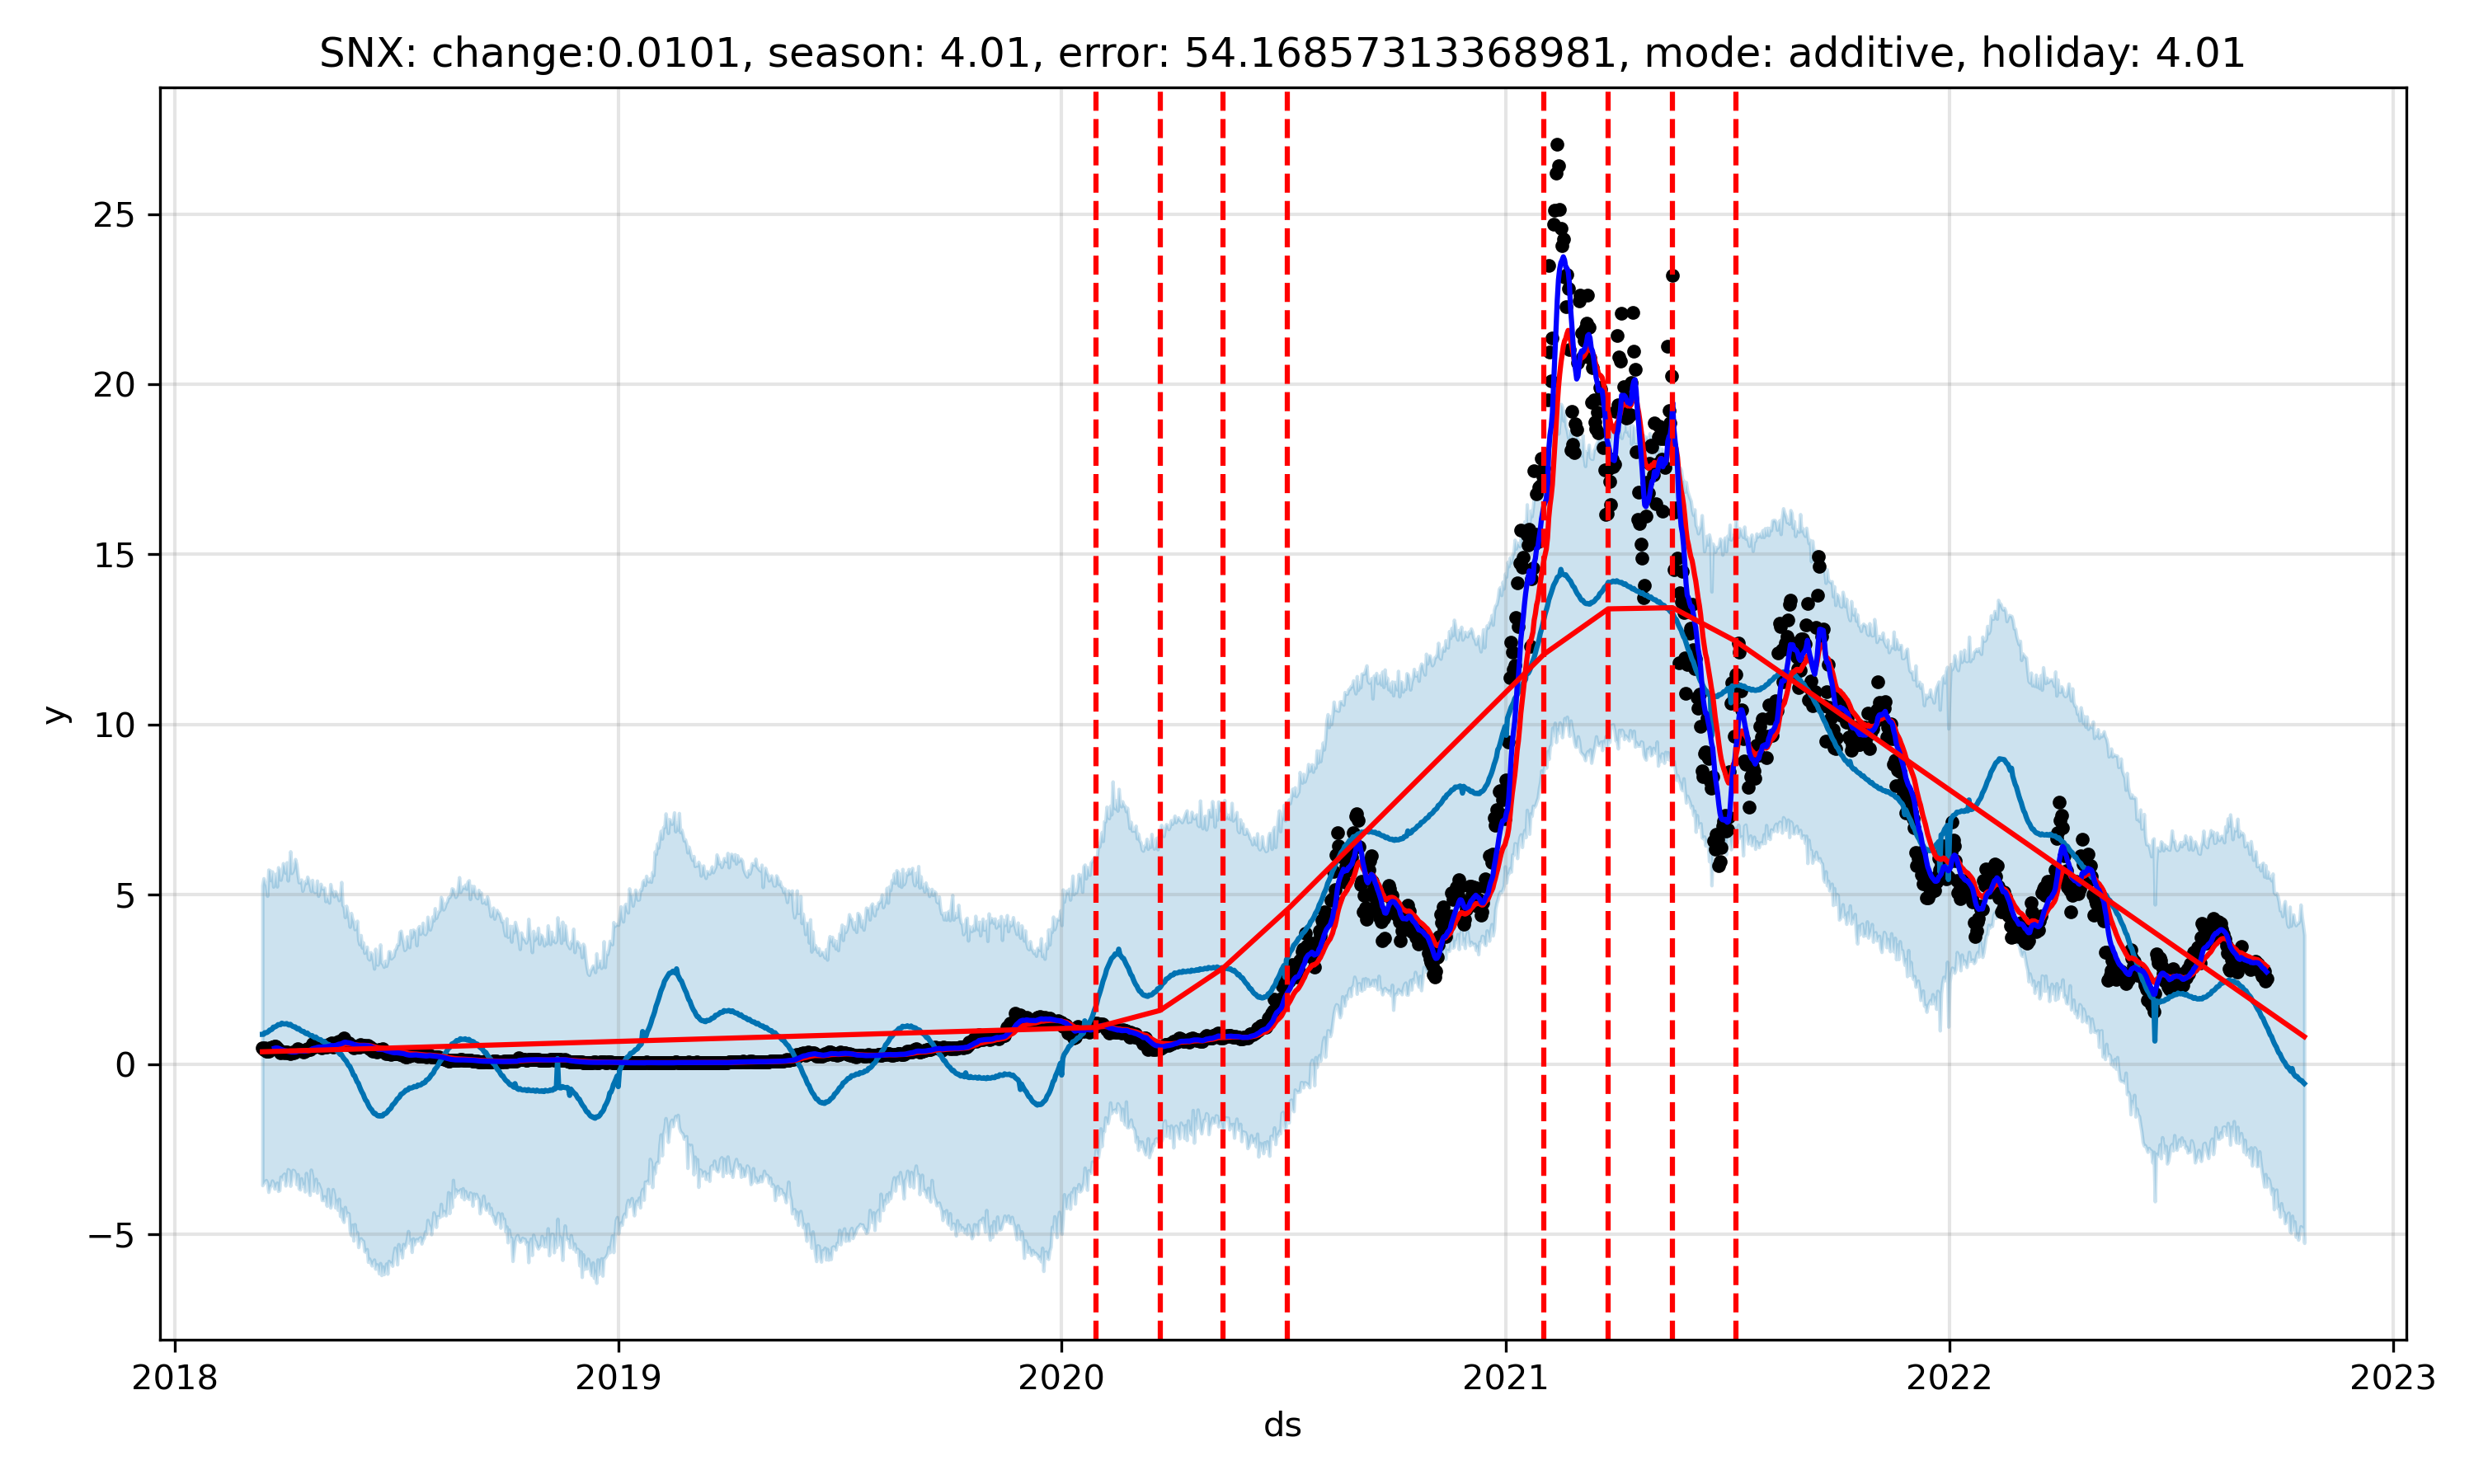 SNX: change:0.0101, season: 4.01, error: 54.16857313368981, mode: additive, holiday: 4.01
y
25
20
15
10
5
0
−5
2018 2019 2020 2021 2022 2023
ds